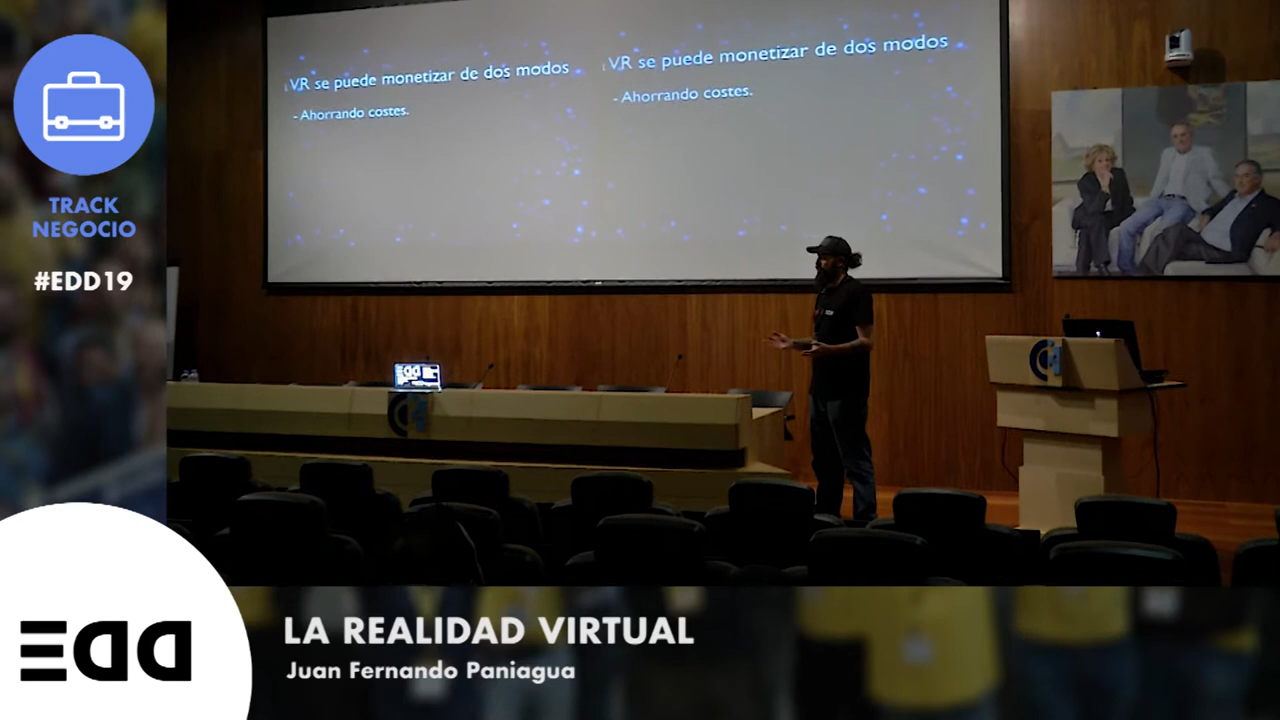 TRACK
NEGOCIO
#EDD19
VR se puede monetizar de dos modos
- Ahorrando costes.
VR se puede monetizar de dos modos
- Ahorrando costes.
EDD
EDD
LA REALIDAD VIRTUAL
Juan Fernando Paniagua